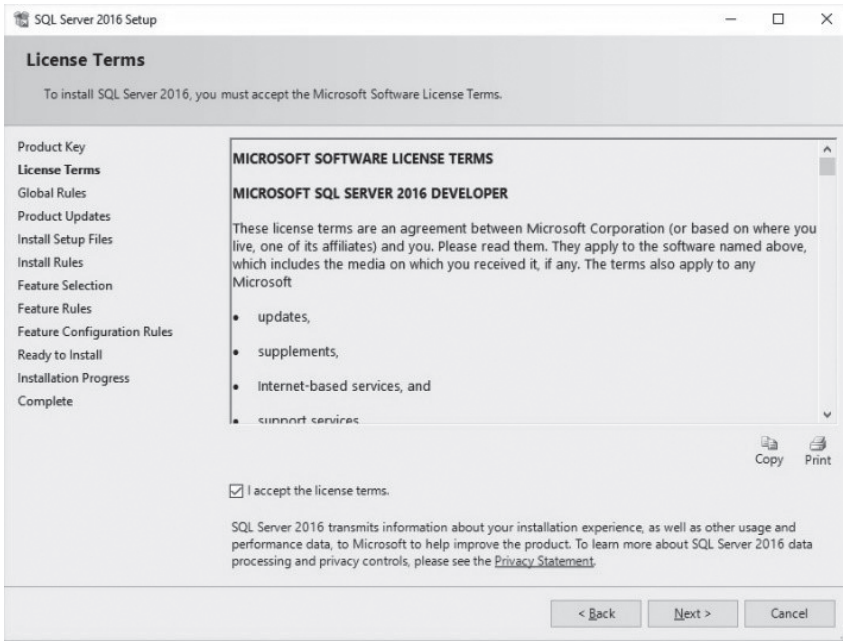 SQL Server 2016 Setup
License Terms
To install SQL Server 2016, you must accept the Microsoft Software License Terms.
Product Key
License Terms
Global Rules
Product Updates
Install Setup Files
Install Rules
Feature Selection
Feature Rules
Feature Configuration Rules
Ready to Install
Installation Progress
Complete
MICROSOFT SOFTWARE LICENSE TERMS
MICROSOFT SQL SERVER 2016 DEVELOPER
These license terms are an agreement between Microsoft Corporation (or based on where you
live, one of its affiliates) and you. Please read them. They apply to the software named above,
which includes the media on which you received it, if any. The terms also apply to any
Microsoft
• updates,
• supplements,
• Internet-based services, and
• support services
Copy
Print
I accept the license terms.
SQL Server 2016 transmits information about your installation experience, as well as other usage and
performance data, to Microsoft to help improve the product. To learn more about SQL Server 2016 data
processing and privacy controls, please see the Privacy Statement.
< Back
Next >
Cancel